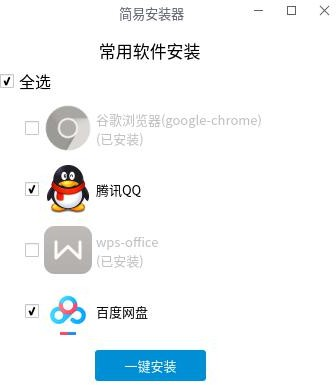 简易安装器
常用软件安装
全选
谷歌浏览器(google-chrome)
(已安装)
腾讯QQ
wps-office
(已安装)
百度网盘
一键安装